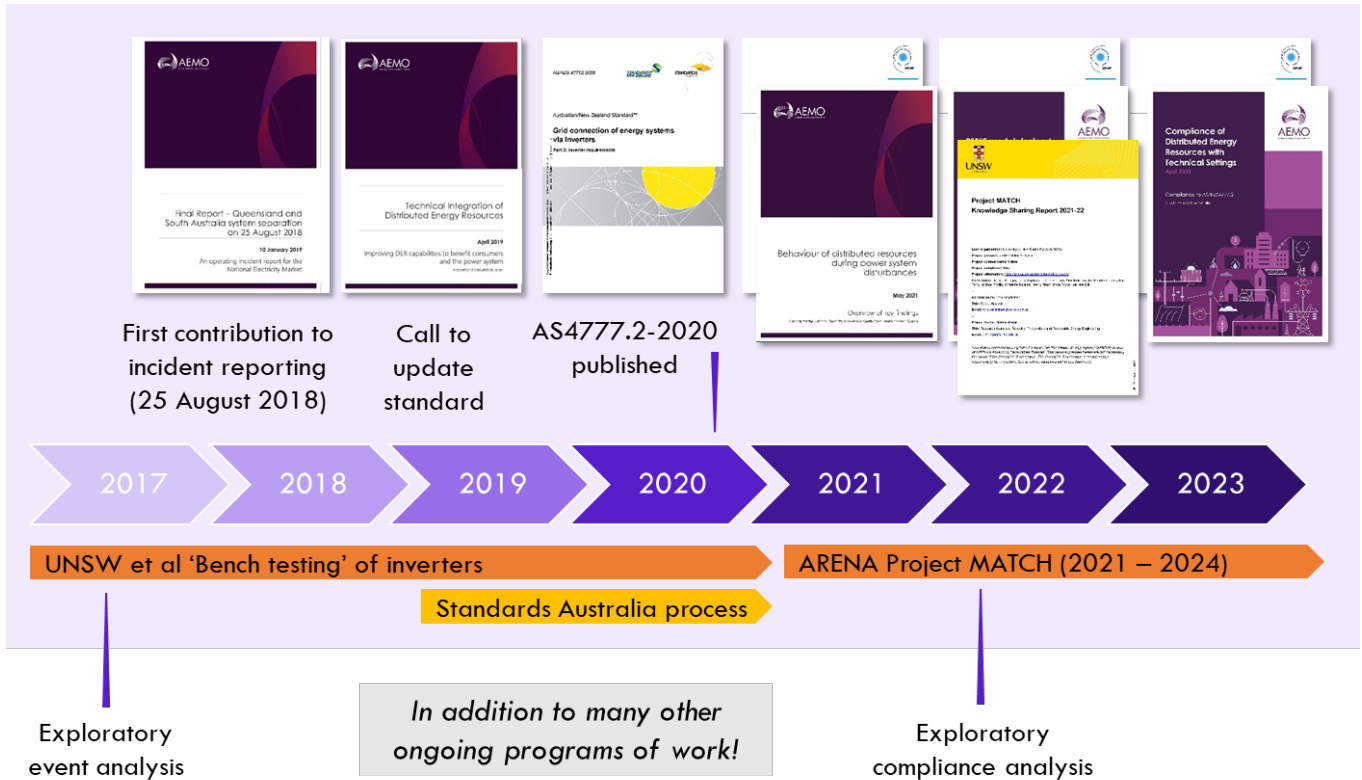 AEMO
Final Report – Queensland and
South Australia system separation
on 25 August 2018
10 January 2019
An operating incident report for the
National Electricity Market
AEMO
Technical Integration of
Distributed Energy Resources
April 2019
Improving DER capabilities to benefit consumers
and the power system
Australian/New Zealand Standard™
Grid connection of energy systems
via inverters
Part 2: Inverter requirements
AEMO
Behaviour of distributed resources
during power system
disturbances
May 2021
Overview of key findings
AEMO
UNSW
Project MATCH
Knowledge Sharing Report 2021-22
AEMO
Compliance of
Distributed Energy
Resources with
Technical Settings
April 2023
First contribution to
incident reporting
(25 August 2018)
Call to
update
standard
AS4777.2-2020
published
2017
2018
2019
2020
2021
2022
2023
UNSW et al ‘Bench testing’ of inverters
ARENA Project MATCH (2021 – 2024)
Standards Australia process
Exploratory
event analysis
In addition to many other
ongoing programs of work!
Exploratory
compliance analysis